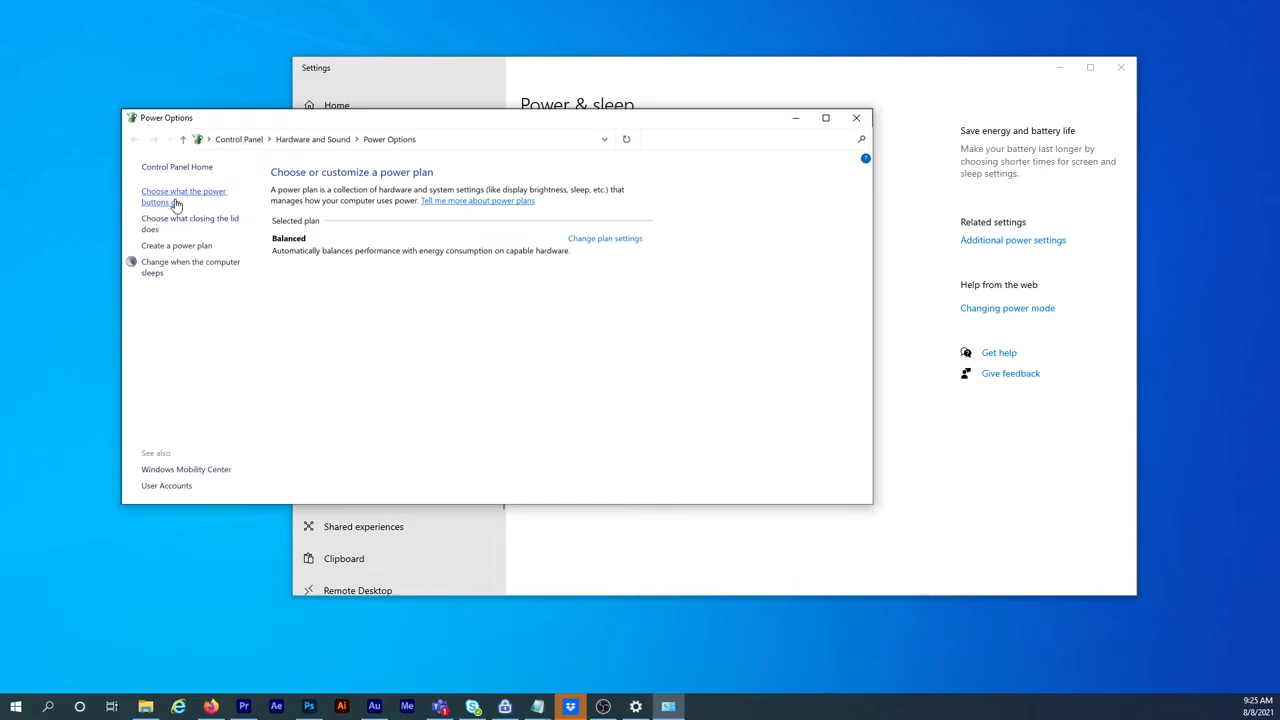 Settings
Home
Power & sleep
Save energy and battery life
Make your battery last longer by
choosing shorter times for screen and
sleep settings.
Related settings
Additional power settings
Help from the web
Changing power mode
Get help
Give feedback
Shared experiences
Clipboard
Remote Desktop
Power Options
Control Panel > Hardware and Sound > Power Options
Control Panel Home
Choose what the power
buttons
Choose what closing the lid
does
Create a power plan
Change when the computer
sleeps
See also
Windows Mobility Center
User Accounts
Choose or customize a power plan
A power plan is a collection of hardware and system settings (like display brightness, sleep, etc.) that
manages how your computer uses power. Tell me more about power plans
Selected plan
Balanced
Change plan settings
Automatically balances performance with energy consumption on capable hardware.
Pr
Ae
Ps
Ai
Au
Me
9:25 AM
8/8/2021